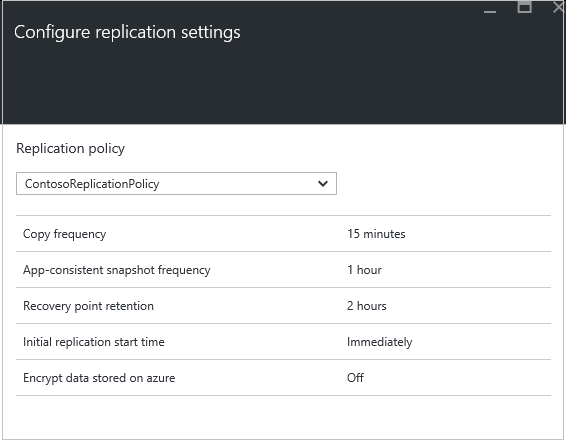 Configure replication settings
Replication policy
ContosoReplicationPolicy
Copy frequency 15 minutes
App-consistent snapshot frequency 1 hour
Recovery point retention 2 hours
Initial replication start time Immediately
Encrypt data stored on azure Off